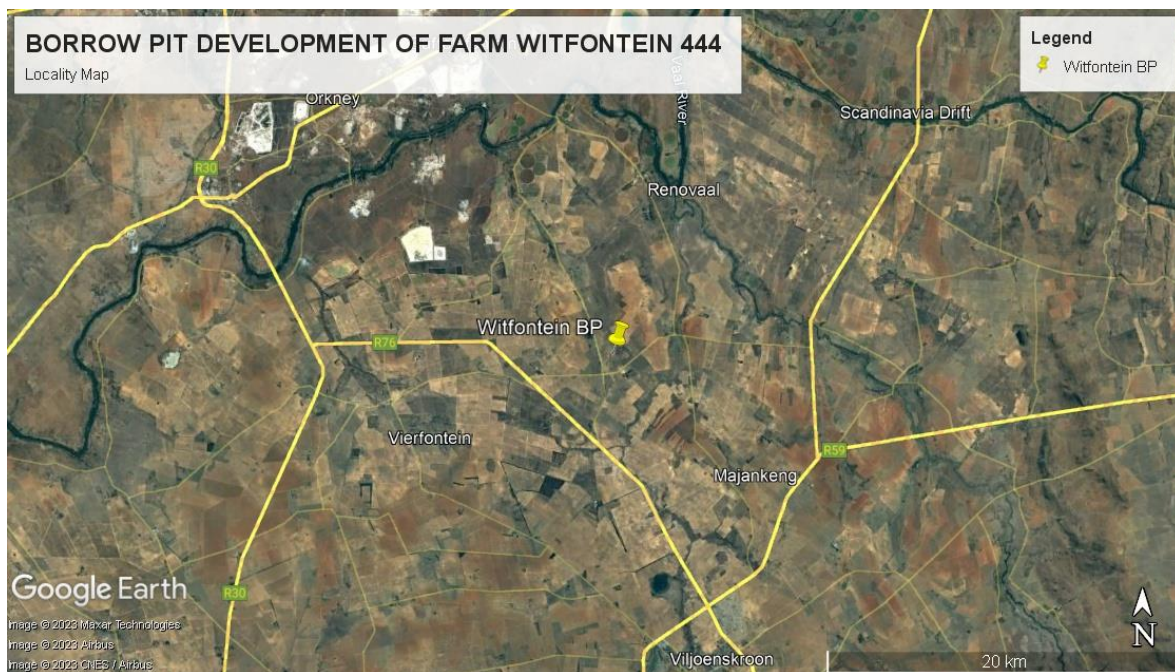 BORROW PIT DEVELOPMENT OF FARM WITFONTEIN 444
Locality Map
Legend
Witfontein BP
Orkney
vaal River
Scandinavia Drift
R30
Renovaal
Witfontein BP
R76
Vierfontein
R59
Majankeng
Google Earth
R30
Image © 2023 Maxar Technologies
Image © 2023 Airbus
Image © 2023 CNES / Airbus
Viljoenskroon
20 km
N